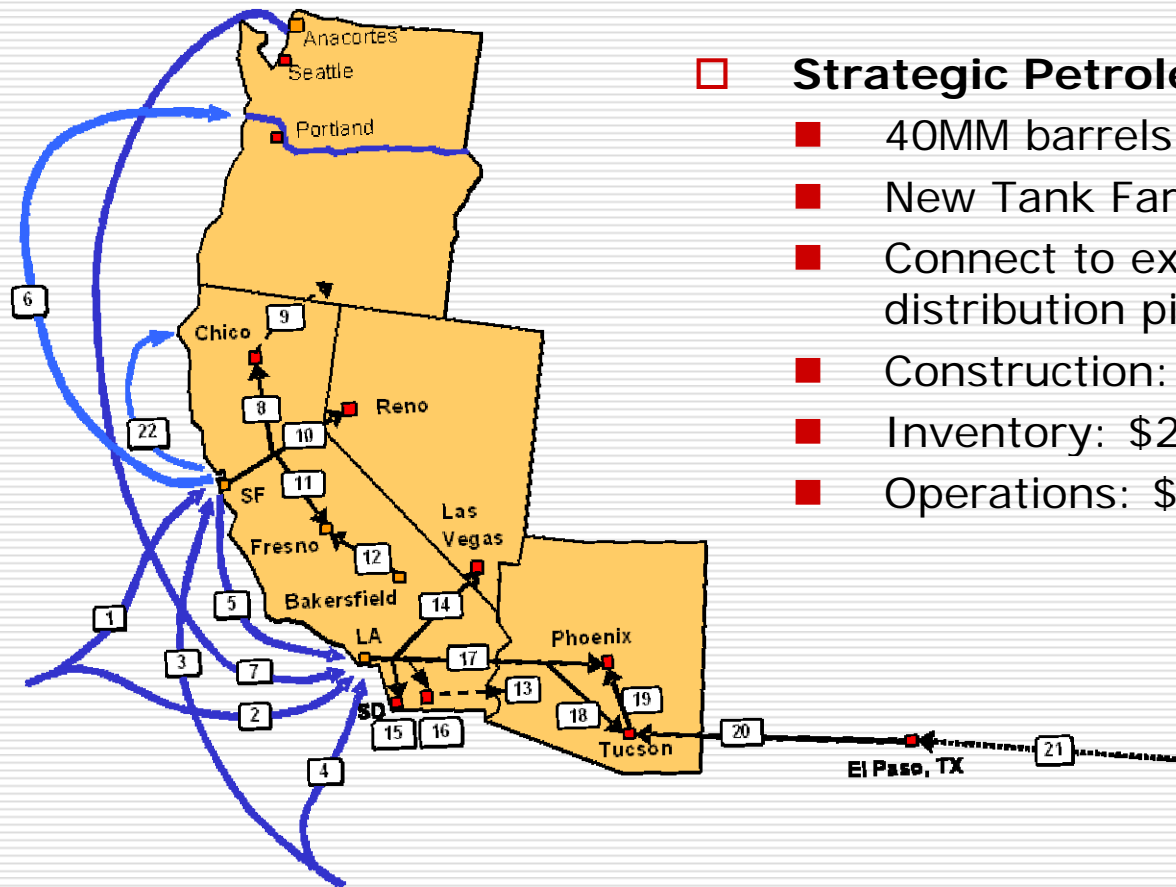 Anacortes
Seattle
Portland
6
9
Chico
8
Reno
10
22
11
SF
Las
Vegas
Fresno
12
Bakersfield
5
14
1
LA
Phoenix
17
3
7
13
19
2
SD
18
15
16
20
Tucson
21
4
El Paso, TX
Strategic Petrole
40MM barrels
New Tank Far
Connect to ex
distribution pi
Construction:
Inventory: $2
Operations: $